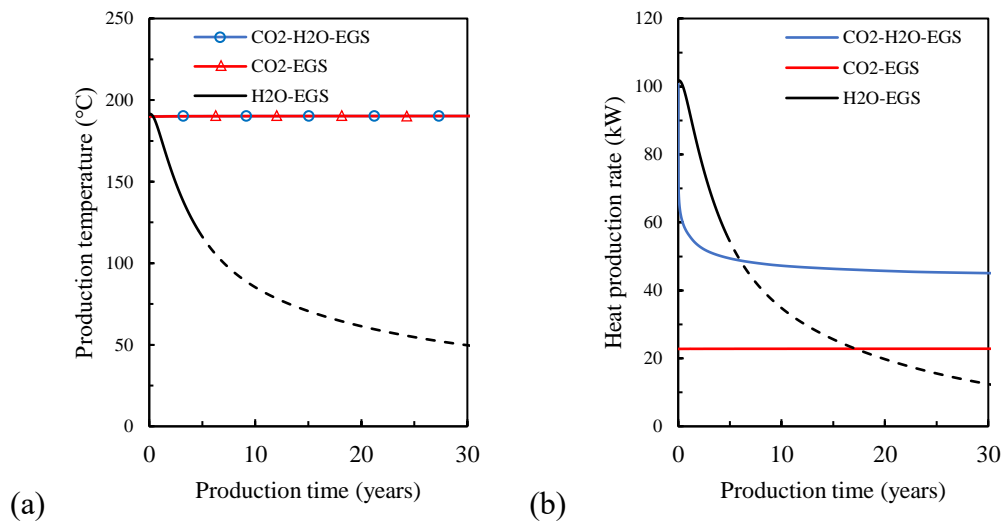 250
200
150
100
50
0
Production temperature (°C)
CO2-H2O-EGS
CO2-EGS
H2O-EGS
0 10 20 30
Production time (years)
(a)
120
100
80
60
40
20
0
Heat production rate (kW)
CO2-H2O-EGS
CO2-EGS
H2O-EGS
0 10 20 30
Production time (years)
(b)